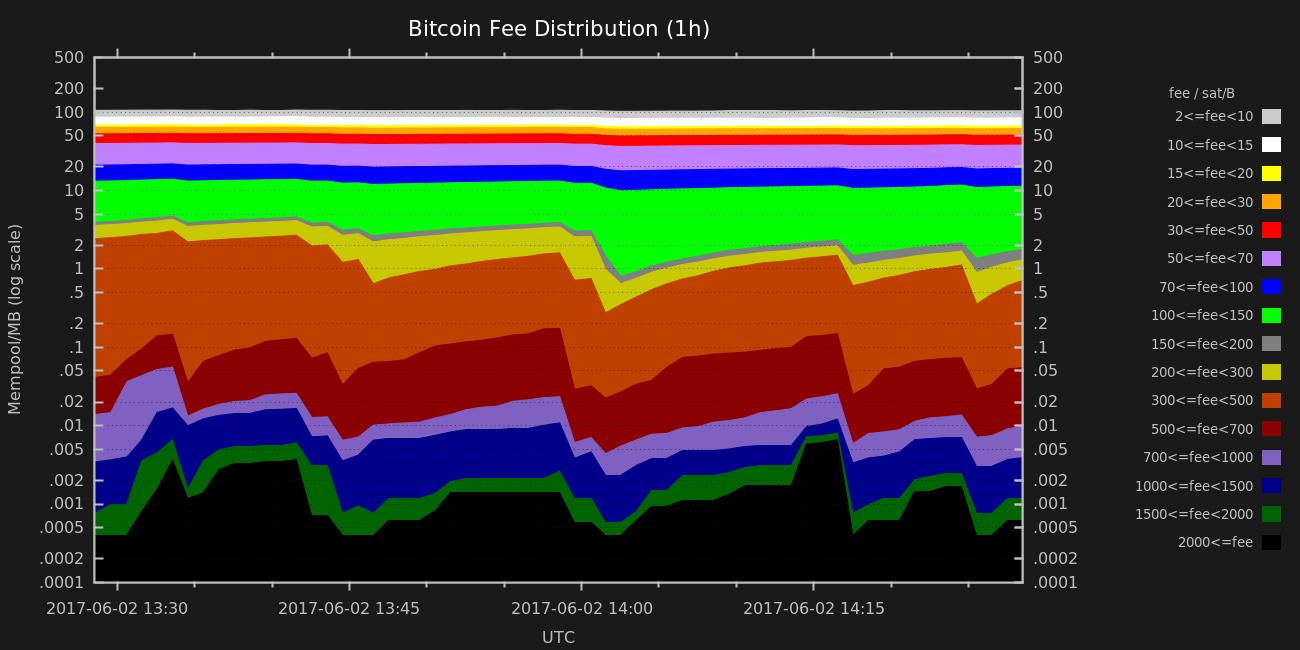 Bitcoin Fee Distribution (1h)
500
200
100
50
20
10
5
2
1
.5
.2
.1
.05
.02
.01
.005
.002
.001
.0005
.0002
.0001
Mempool/MB (log scale)
500
200
100
50
20
10
5
2
1
.5
.2
.1
.05
.02
.01
.005
.002
.001
.0005
.0002
.0001
2017-06-02 13:30
2017-06-02 13:45
2017-06-02 14:00
2017-06-02 14:15
UTC
fee / sat/B
2<=fee<10
10<=fee<15
15<=fee<20
20<=fee<30
30<=fee<50
50<=fee<70
70<=fee<100
100<=fee<150
150<=fee<200
200<=fee<300
300<=fee<500
500<=fee<700
700<=fee<1000
1000<=fee<1500
1500<=fee<2000
2000<=fee